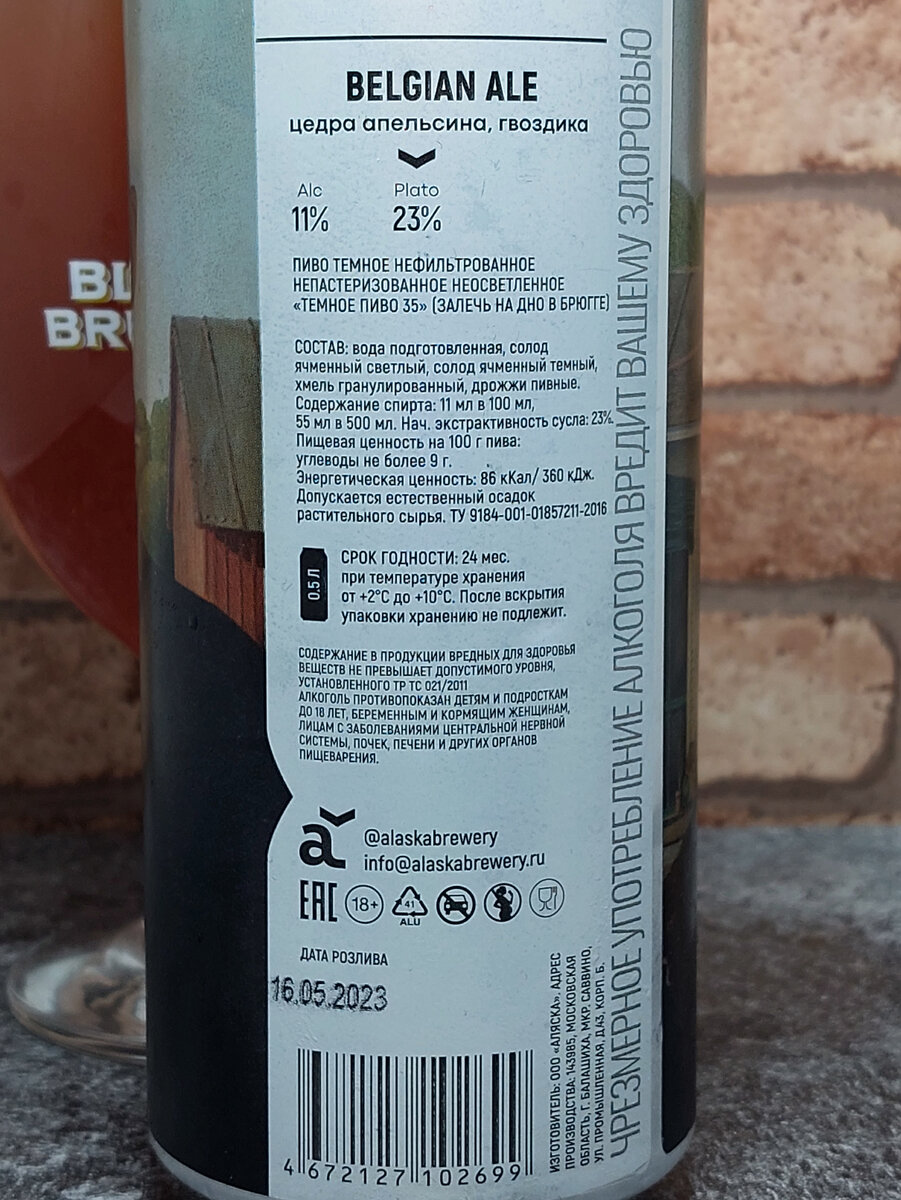 BELGIAN ALE
цедра апельсина, гвоздика
Alc Plato
11% 23%
ПИВО ТЕМНОЕ НЕФИЛЬТРОВАННОЕ
НЕПАСТЕРИЗОВАННОЕ НЕОСВЕТЛЕННОЕ
«ТЕМНОЕ ПИВО 35» (ЗАЛЕЧЬ НА ДНО В БРЮГГЕ)
СОСТАВ: вода подготовленная, солод
ячменный светлый, солод ячменный темный,
хмель гранулированный, дрожжи пивные.
Содержание спирта: 11 мл в 100 мл,
55 мл в 500 мл. Нач. экстрактивность сусла: 23%.
Пищевая ценность на 100 г пива:
углеводы не более 9 г.
Энергетическая ценность: 86 кКал/ 360 кДж.
Допускается естественный осадок
растительного сырья. ТУ 9184-001-01857211-2016
0.5 Л
СРОК ГОДНОСТИ: 24 мес.
при температуре хранения
от +2°С до +10°С. После вскрытия
упаковки хранению не подлежит.
СОДЕРЖАНИЕ В ПРОДУКЦИИ ВРЕДНЫХ ДЛЯ ЗДОРОВЬЯ
ВЕЩЕСТВ НЕ ПРЕВЫШАЕТ ДОПУСТИМОГО УРОВНЯ,
УСТАНОВЛЕННОГО ТР ТС 021/2011
АЛКОГОЛЬ ПРОТИВОПОКАЗАН ДЕТЯМ И ПОДРОСТКАМ
ДО 18 ЛЕТ, БЕРЕМЕННЫМ И КОРМЯЩИМ ЖЕНЩИНАМ,
ЛИЦАМ С ЗАБОЛЕВАНИЯМИ ЦЕНТРАЛЬНОЙ НЕРВНОЙ
СИСТЕМЫ, ПОЧЕК, ПЕЧЕНИ И ДРУГИХ ОРГАНОВ
ПИЩЕВАРЕНИЯ.
@alaskabrewery
info@alaskabrewery.ru
EAC 18+ 41
ALU
ДАТА РОЗЛИВА
16.05.2023
4 672127 102699
ИЗГОТОВИТЕЛЬ: ООО «АЛЯСКА», АДРЕС
ПРОИЗВОДСТВА: 143985, МОСКОВСКАЯ
ОБЛАСТЬ, Г. БАЛАШИХА, МКР. САВВИНО,
УЛ. ПРОМЫШЛЕННАЯ, Д.43, КОРП. Б.
ЧРЕЗМЕРНОЕ УПОТРЕБЛЕНИЕ АЛКОГОЛЯ ВРЕДИТ ВАШЕМУ ЗДОРОВЬЮ